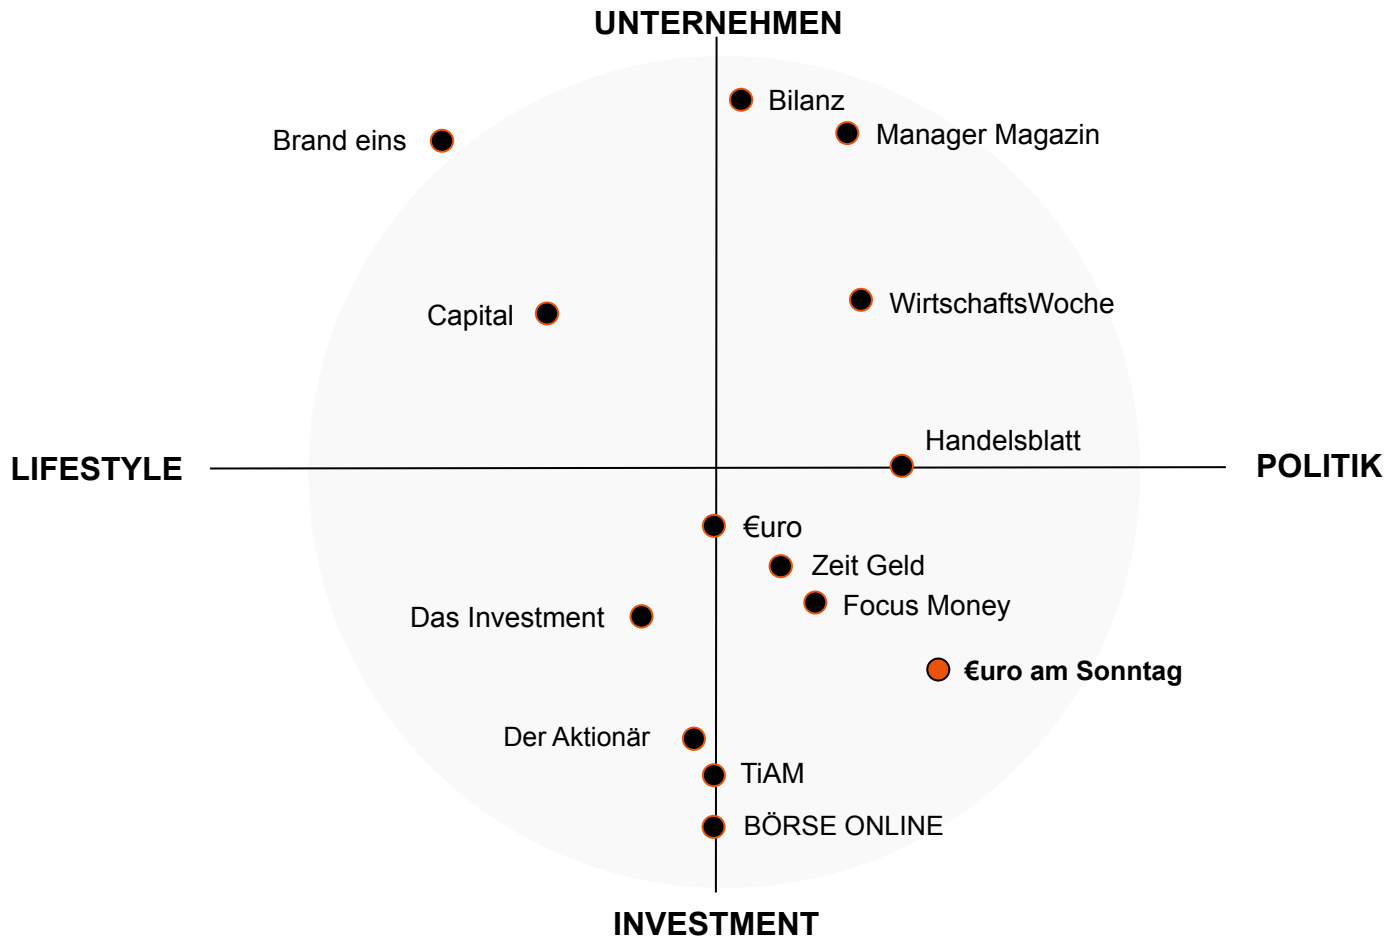 UNTERNEHMEN
Bilanz
Manager Magazin
Brand eins
WirtschaftsWoche
Capital
Handelsblatt
LIFESTYLE
POLITIK
€uro
Zeit Geld
Focus Money
Das Investment
€uro am Sonntag
Der Aktionär
TiAM
BÖRSE ONLINE
INVESTMENT